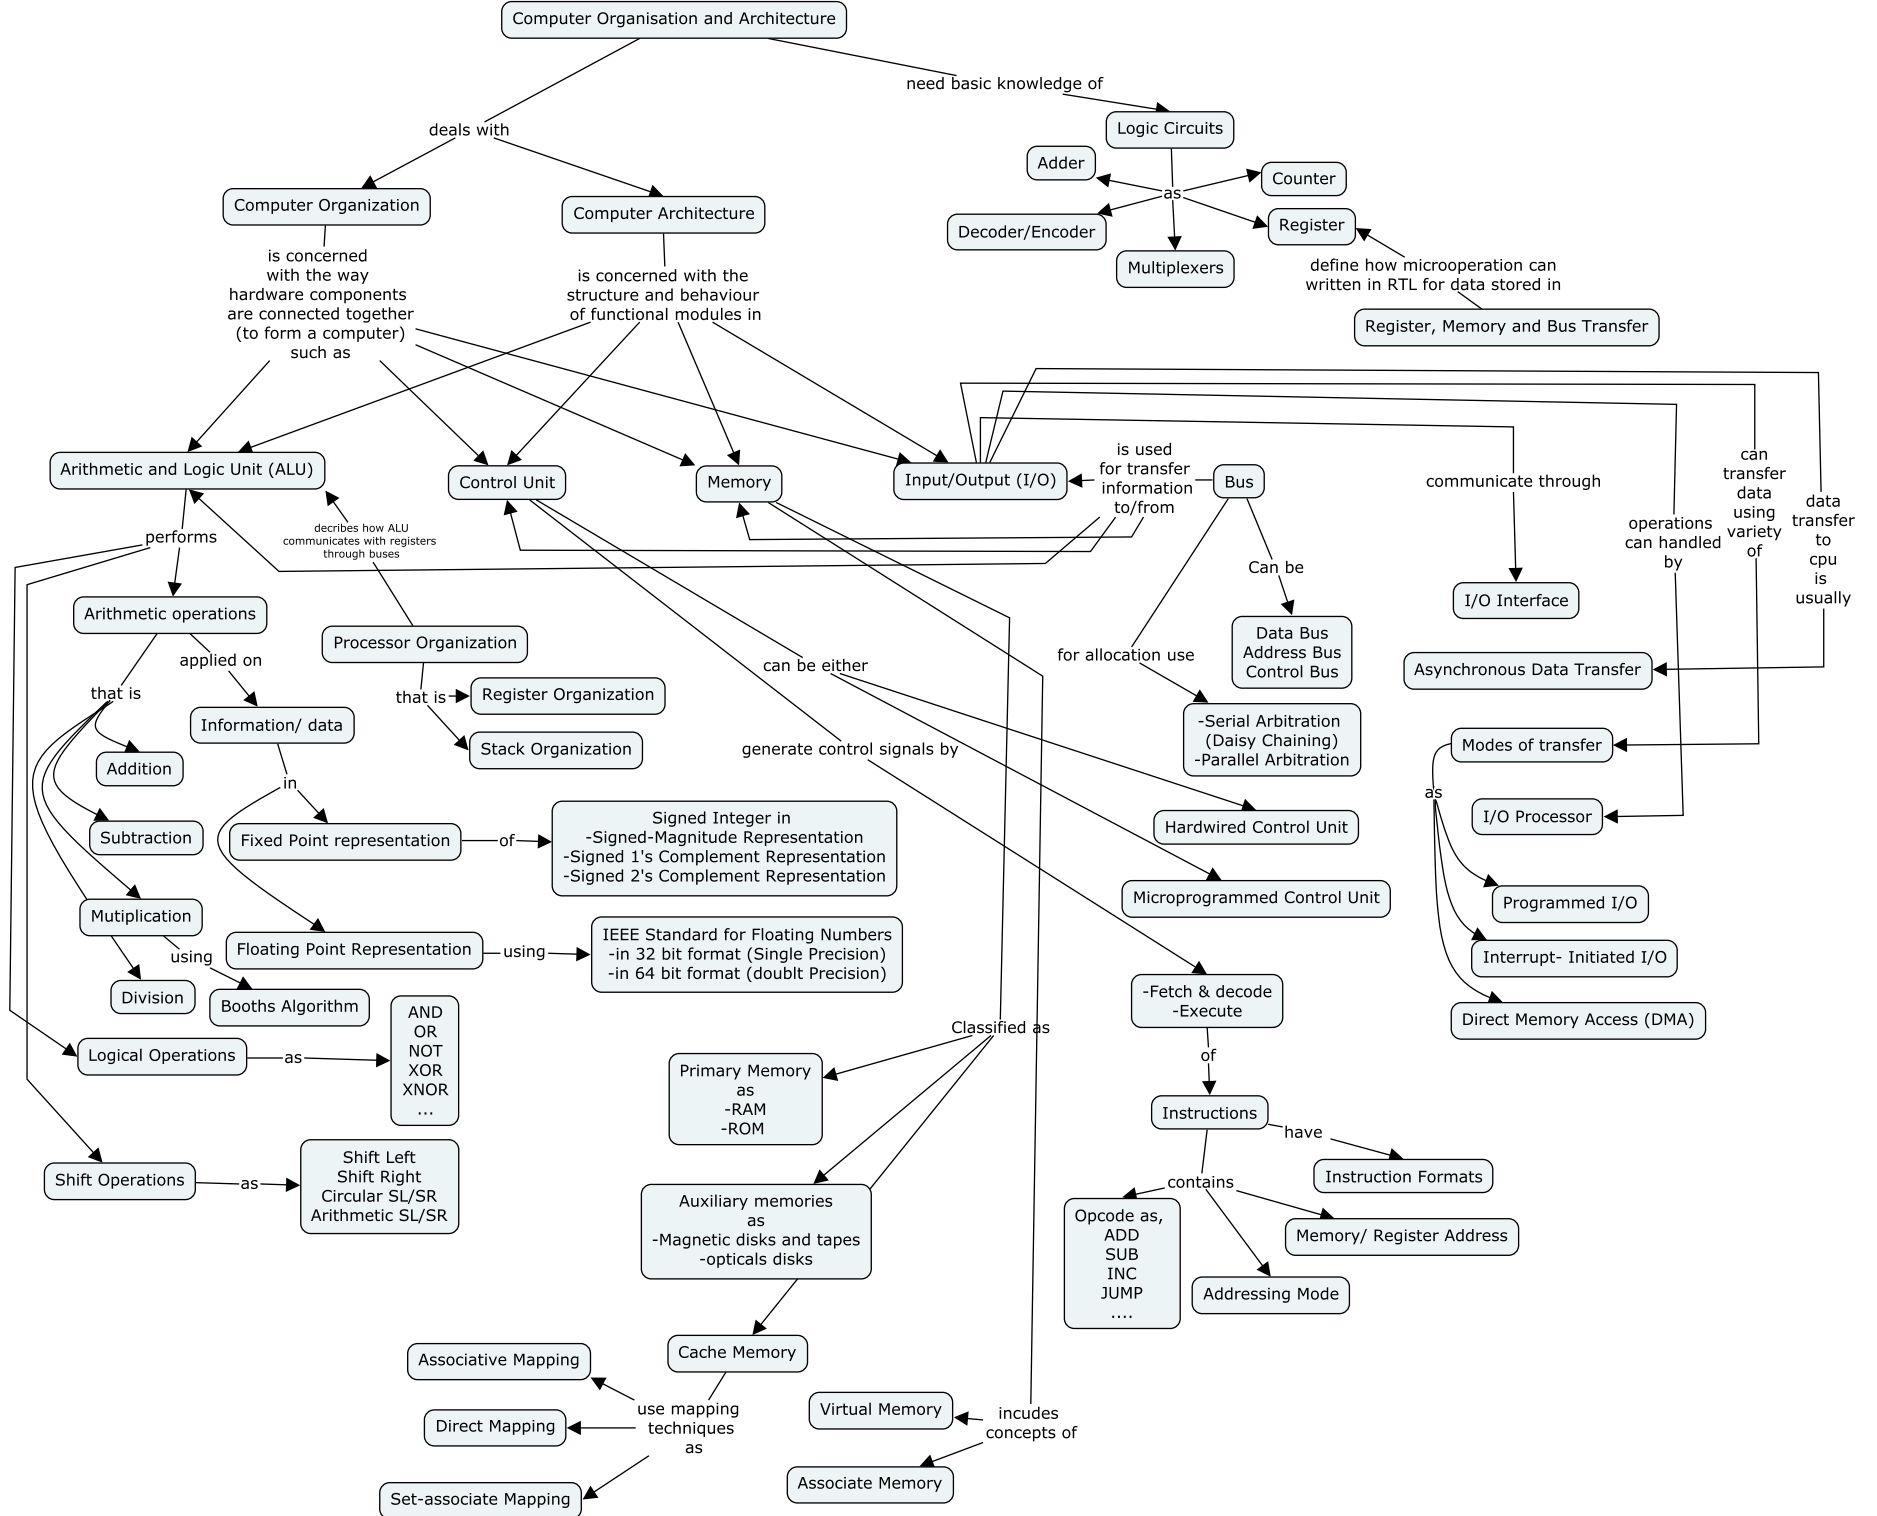 Computer Organisation and Architecture
need basic knowledge of
Logic Circuits
deals with
Adder
Counter
as
Computer Organization
Computer Architecture
Decoder/Encoder
Register
Multiplexers
is concerned
with the way
hardware components
are connected together
(to form a computer)
such as
is concerned with the
structure and behaviour
of functional modules in
define how microoperation can
written in RTL for data stored in
Register, Memory and Bus Transfer
Arithmetic and Logic Unit (ALU)
Control Unit
Memory
Input/Output (I/O)
is used
for transfer
information
to/from
Bus
communicate through
operations
can handled
by
can
transfer
data
using
variety
of
data
transfer
to
cpu
is
usually
performs
decribes how ALU
communicates with registers
through buses
Can be
I/O Interface
Arithmetic operations
Processor Organization
Data Bus
Address Bus
Control Bus
applied on
can be either
for allocation use
Asynchronous Data Transfer
that is
that is
Register Organization
Information/ data
-Serial Arbitration
(Daisy Chaining)
-Parallel Arbitration
Stack Organization
generate control signals by
Modes of transfer
Addition
in
as
Subtraction
Fixed Point representation
of
Signed Integer in
-Signed-Magnitude Representation
-Signed 1's Complement Representation
-Signed 2's Complement Representation
Hardwired Control Unit
I/O Processor
Mutiplication
Microprogrammed Control Unit
Programmed I/O
using
Floating Point Representation
using
IEEE Standard for Floating Numbers
-in 32 bit format (Single Precision)
-in 64 bit format (doublt Precision)
Interrupt- Initiated I/O
Division
Booths Algorithm
-Fetch & decode
-Execute
Direct Memory Access (DMA)
Logical Operations
as
AND
OR
NOT
XOR
XNOR
...
Classified as
Primary Memory
as
-RAM
-ROM
of
Instructions
have
Instruction Formats
Shift Operations
as
Shift Left
Shift Right
Circular SL/SR
Arithmetic SL/SR
Auxiliary memories
as
-Magnetic disks and tapes
-opticals disks
contains
Opcode as,
ADD
SUB
INC
JUMP
....
Memory/ Register Address
Addressing Mode
Cache Memory
Associative Mapping
use mapping
techniques
as
Direct Mapping
Set-associate Mapping
Virtual Memory
incudes
concepts of
Associate Memory